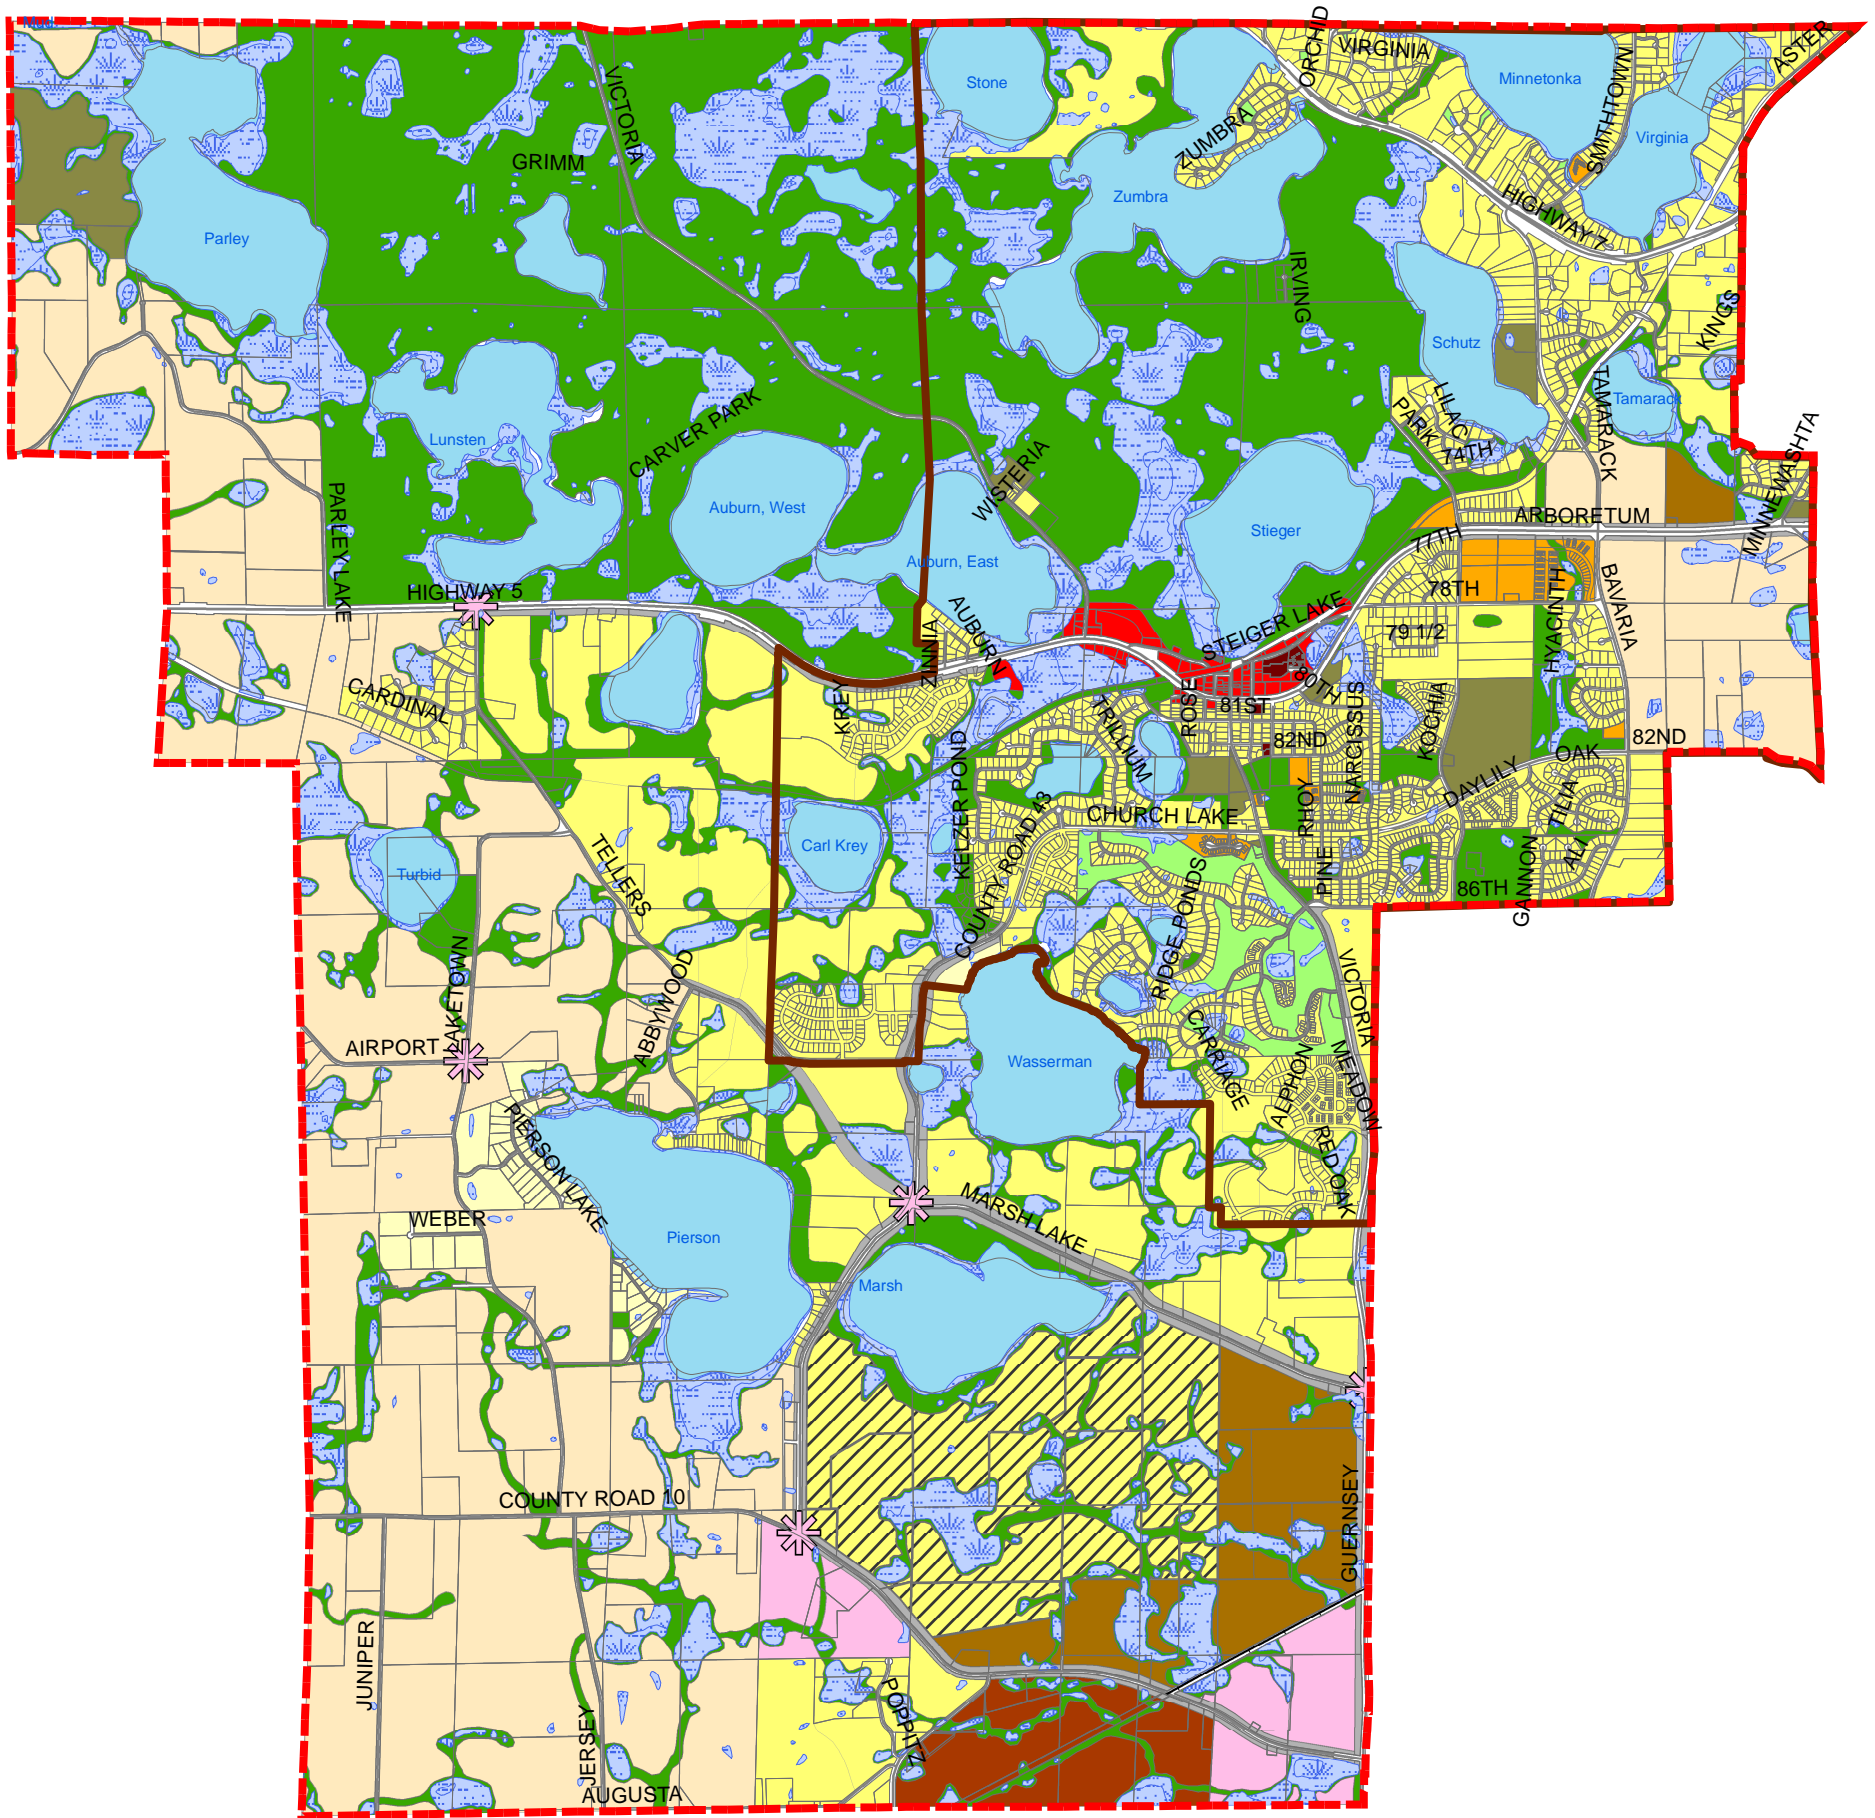 Mud
ORCHID
VIRGINIA
ASTER
Stone
Minnetonka
SMITHTOWN
VICTORIA
Virginia
GRIMM
ZUMBRA
Zumbra
HIGHWAY 7
Parley
IRVING
KINGS
Schutz
TAMARACK
Tamarack
CARVER PARK
LILAC
PARK
Lunsten
74TH
MINNEWASHTA
WISTERIA
PARLEY LAKE
Auburn, West
Stieger
ARBORETUM
77TH
Auburn, East
HIGHWAY 5
78TH
HYACINTH
BAVARIA
AUBURN
ZINNIA
STEIGER LAKE
79 1/2
CARDINAL
KREY
80TH
ROSE
81ST
TRILLIUM
NARCISSUS
KOCHIA
82ND
82ND
OAK
KELZER POND
DAYLILY
TILIA
COUNTY ROAD 43
CHURCH LAKE
RHOY
Carl Krey
TELLERS
Turbid
PINE
ALI
86TH
GANNON
RIDGE PONDS
LAKETOWN
ABBYWOOD
VICTORIA
AIRPORT
CARRIAGE
Wasserman
ALPHON
MEADOW
PIERSON LAKE
RED OAK
WEBER
MARSH LAKE
Pierson
Marsh
COUNTY ROAD 10
GUERNSEY
JUNIPER
JERSEY
POPPITZ
AUGUSTA